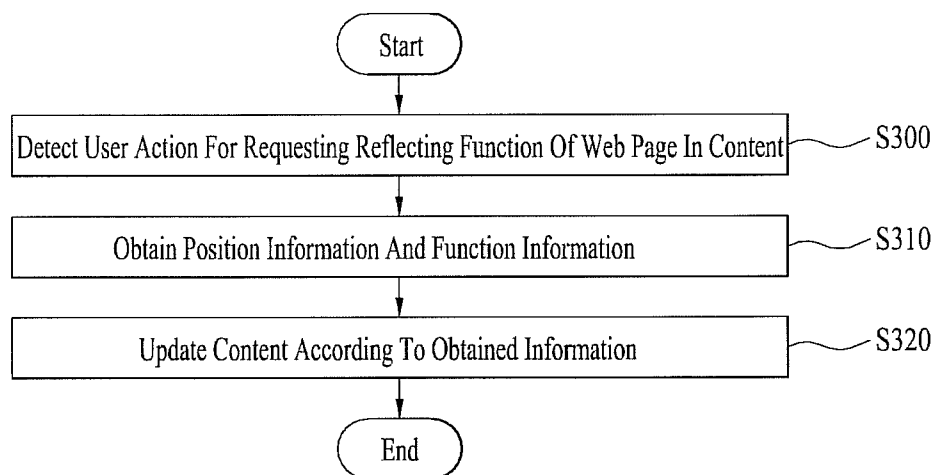 Start
Detect User Action For Requesting Reflecting Function Of Web Page In Content
S300
Obtain Position Information And Function Information
S310
Update Content According To Obtained Information
S320
End